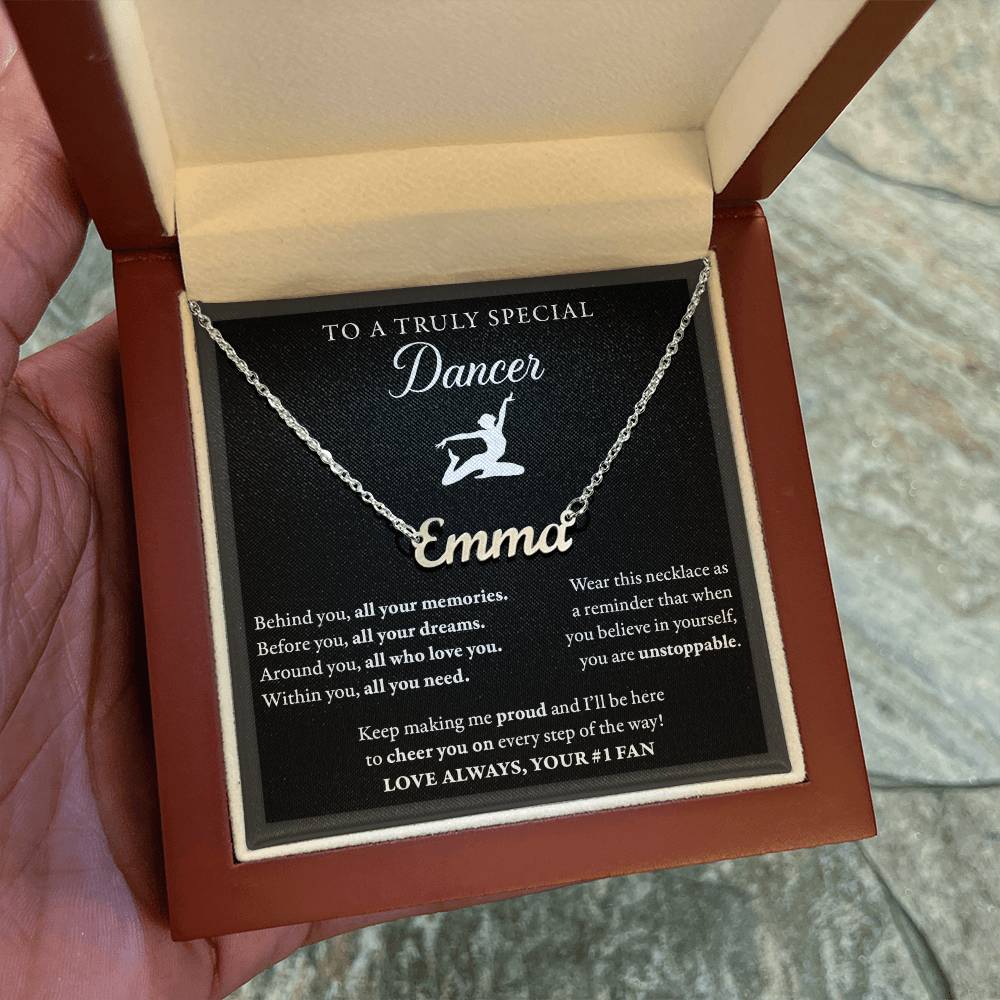 TO A TRULY SPECIAL
Dancer
Emma
Behind you, all your memories.
Before you, all your dreams.
Around you, all who love you.
Within you, all you need.
Wear this necklace as
a reminder that when
you believe in yourself,
you are unstoppable.
Keep making me proud and I'll be here
to cheer you on every step of the way!
LOVE ALWAYS, YOUR #1 FAN